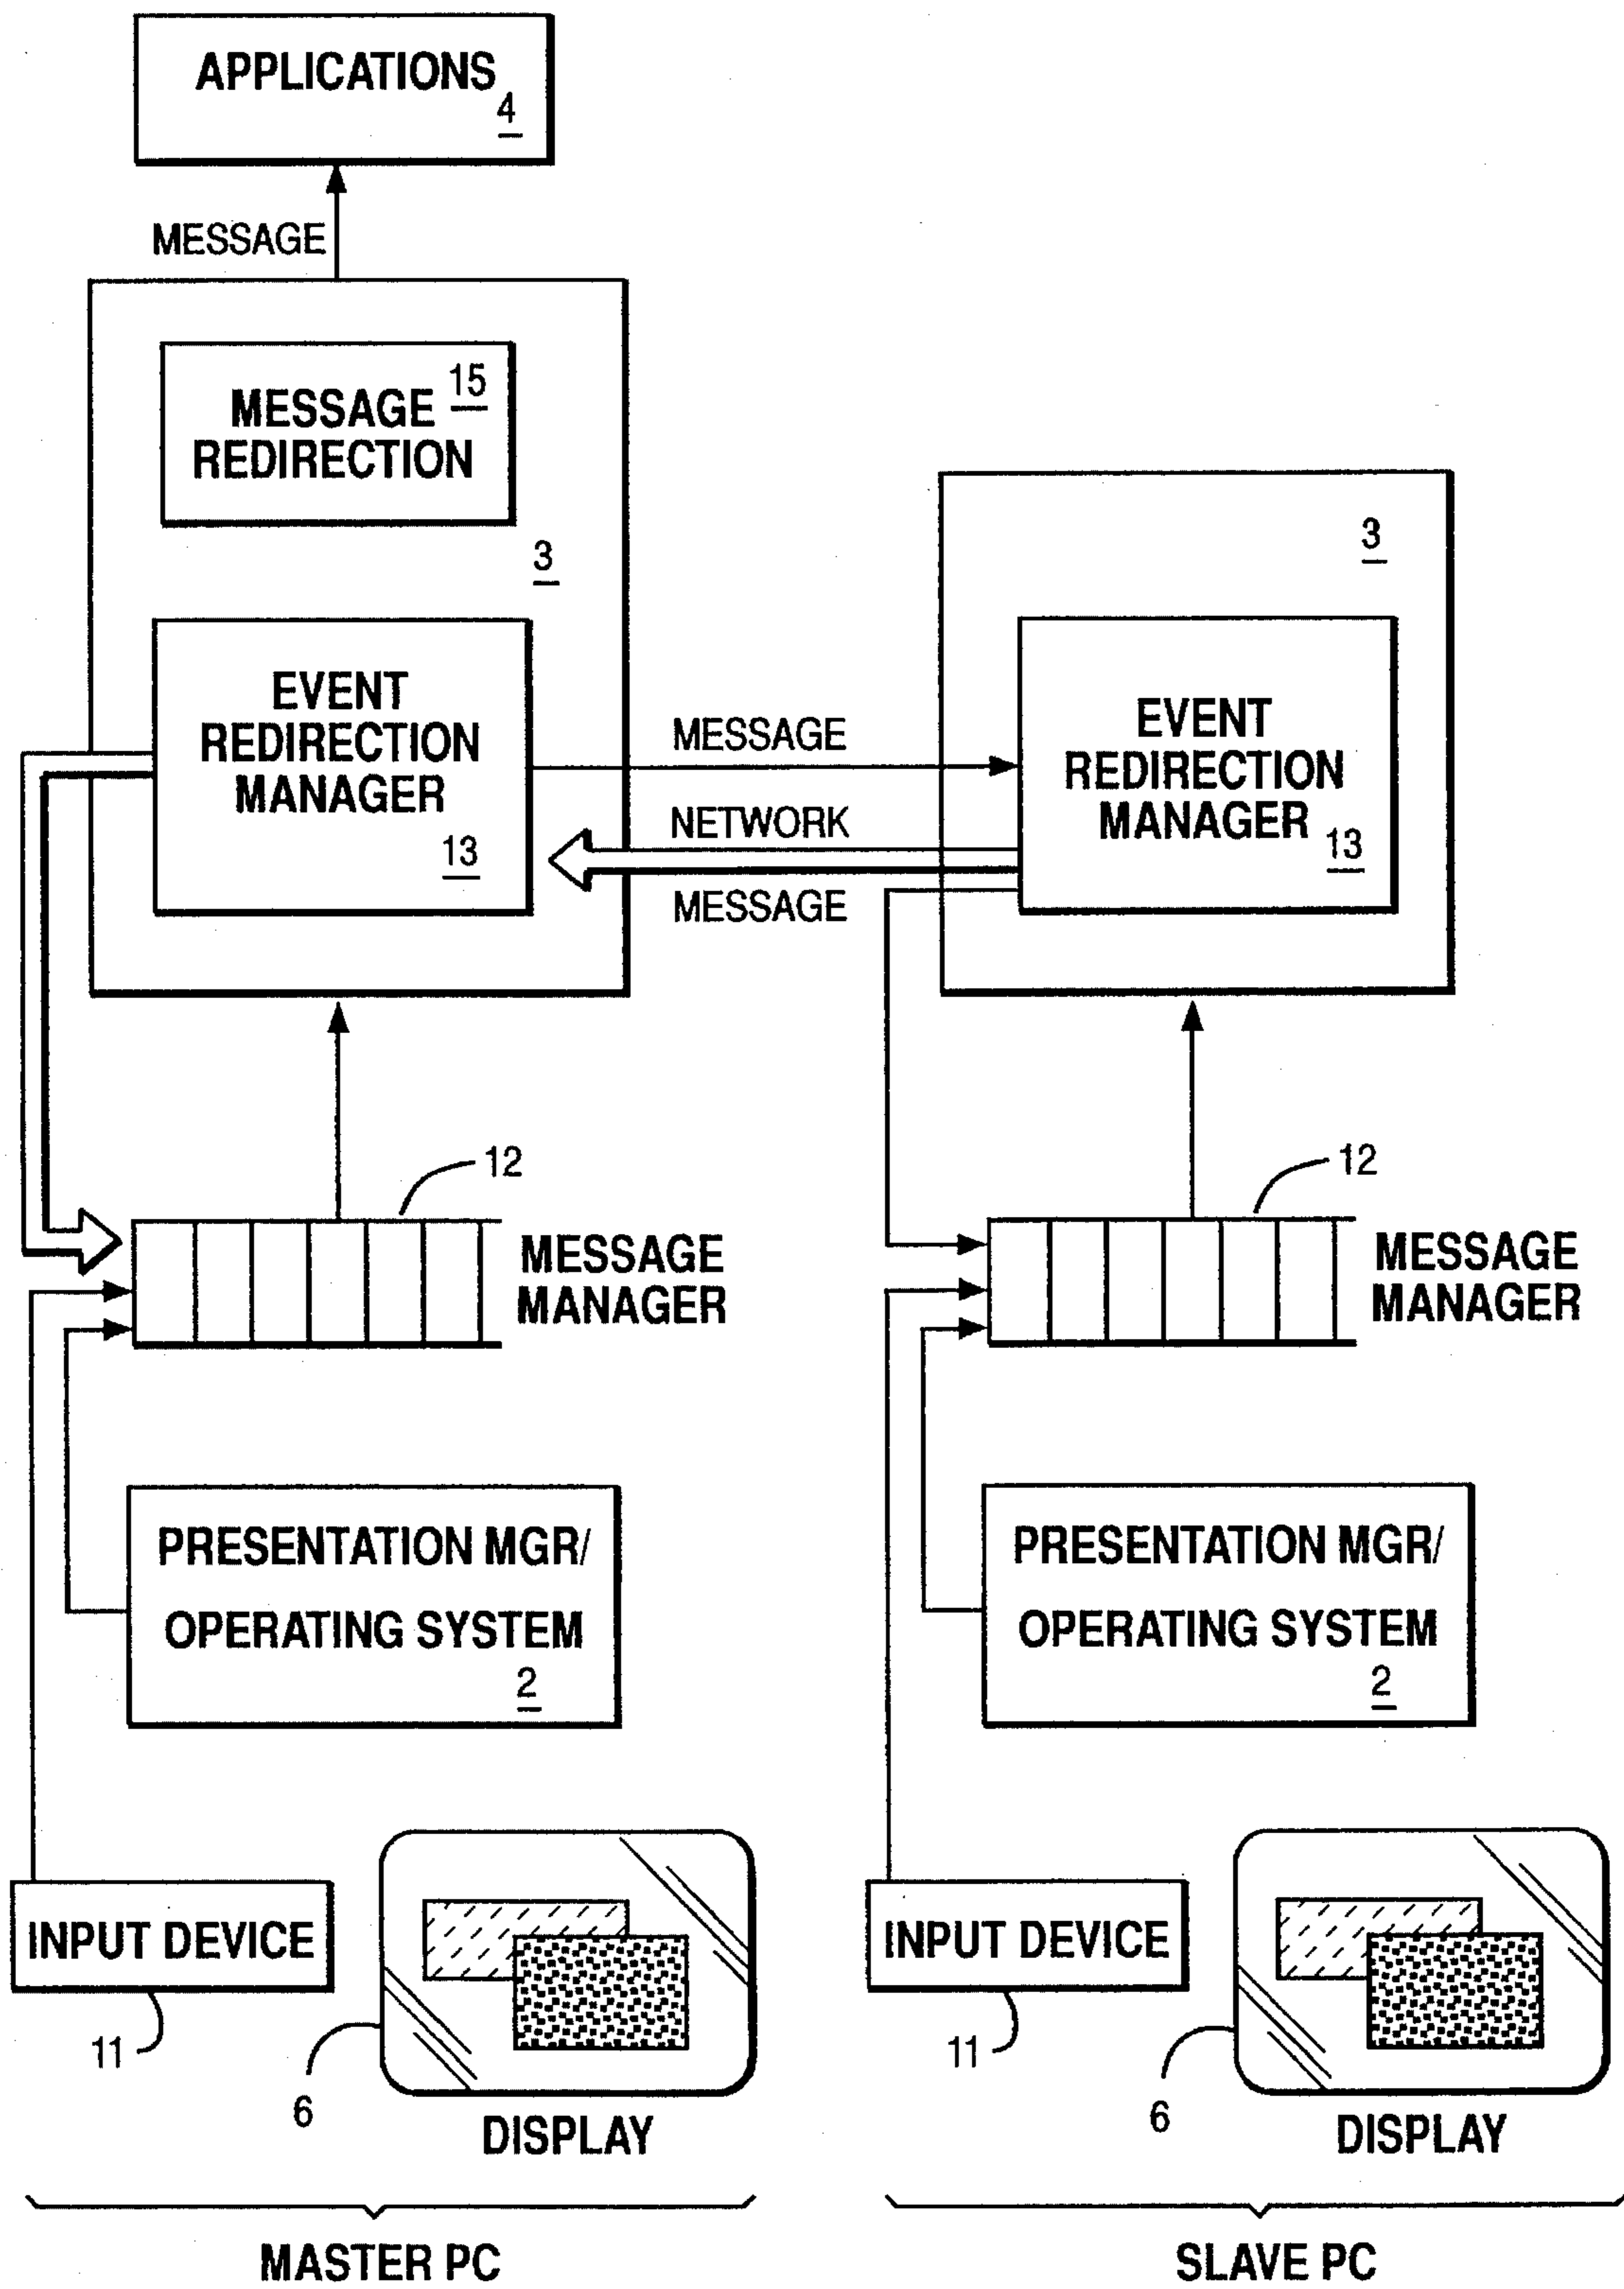 APPLICATIONS
4
MESSAGE
15
MESSAGE
REDIRECTION
3
EVENT
REDIRECTION
MANAGER
13
MESSAGE
NETWORK
MESSAGE
3
EVENT
REDIRECTION
MANAGER
13
12
MESSAGE
MANAGER
12
MESSAGE
MANAGER
PRESENTATION MGR/
OPERATING SYSTEM
2
PRESENTATION MGR/
OPERATING SYSTEM
2
INPUT DEVICE
11
6
DISPLAY
INPUT DEVICE
11
6
DISPLAY
MASTER PC
SLAVE PC